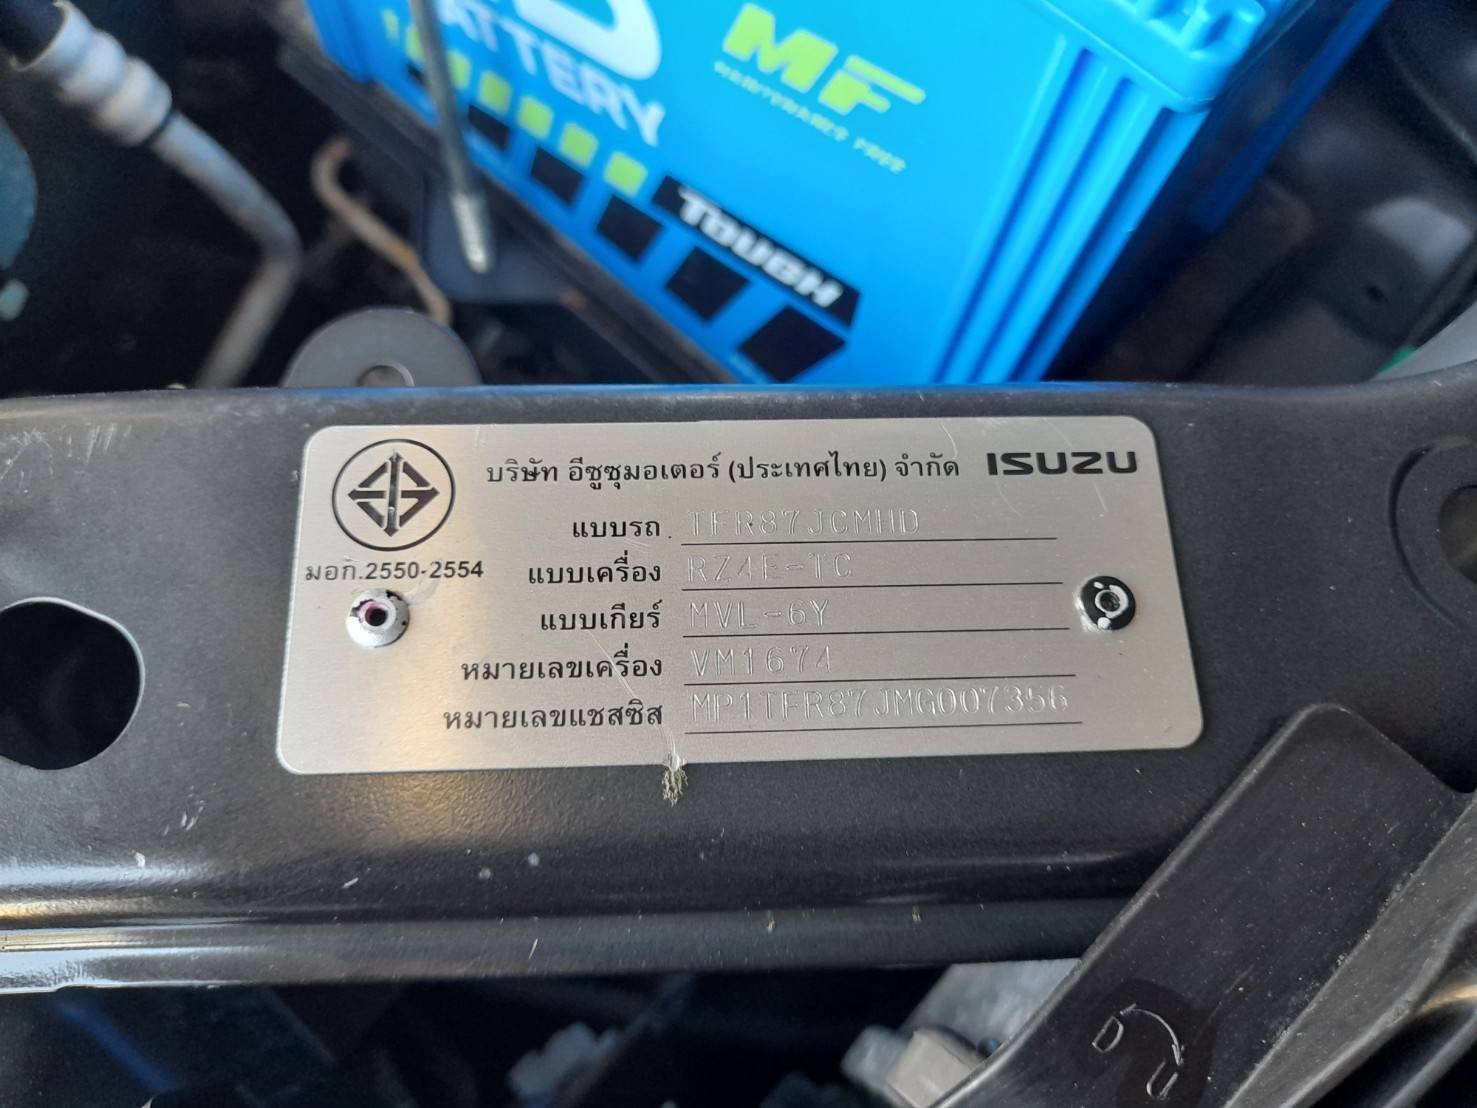 BATTERY
MF
MAINTENANCE FREE
TOUGH
บริษัท อีซูซุมอเตอร์ (ประเทศไทย) จำกัด ISUZU
แบบรถ TFR87JCMHD
มอก.2550-2554
แบบเครื่อง RZ4E-TC
แบบเกียร์ MVL-6Y
หมายเลขเครื่อง VM1674
หมายเลขแชสซิส MP1TFR87JMG007356